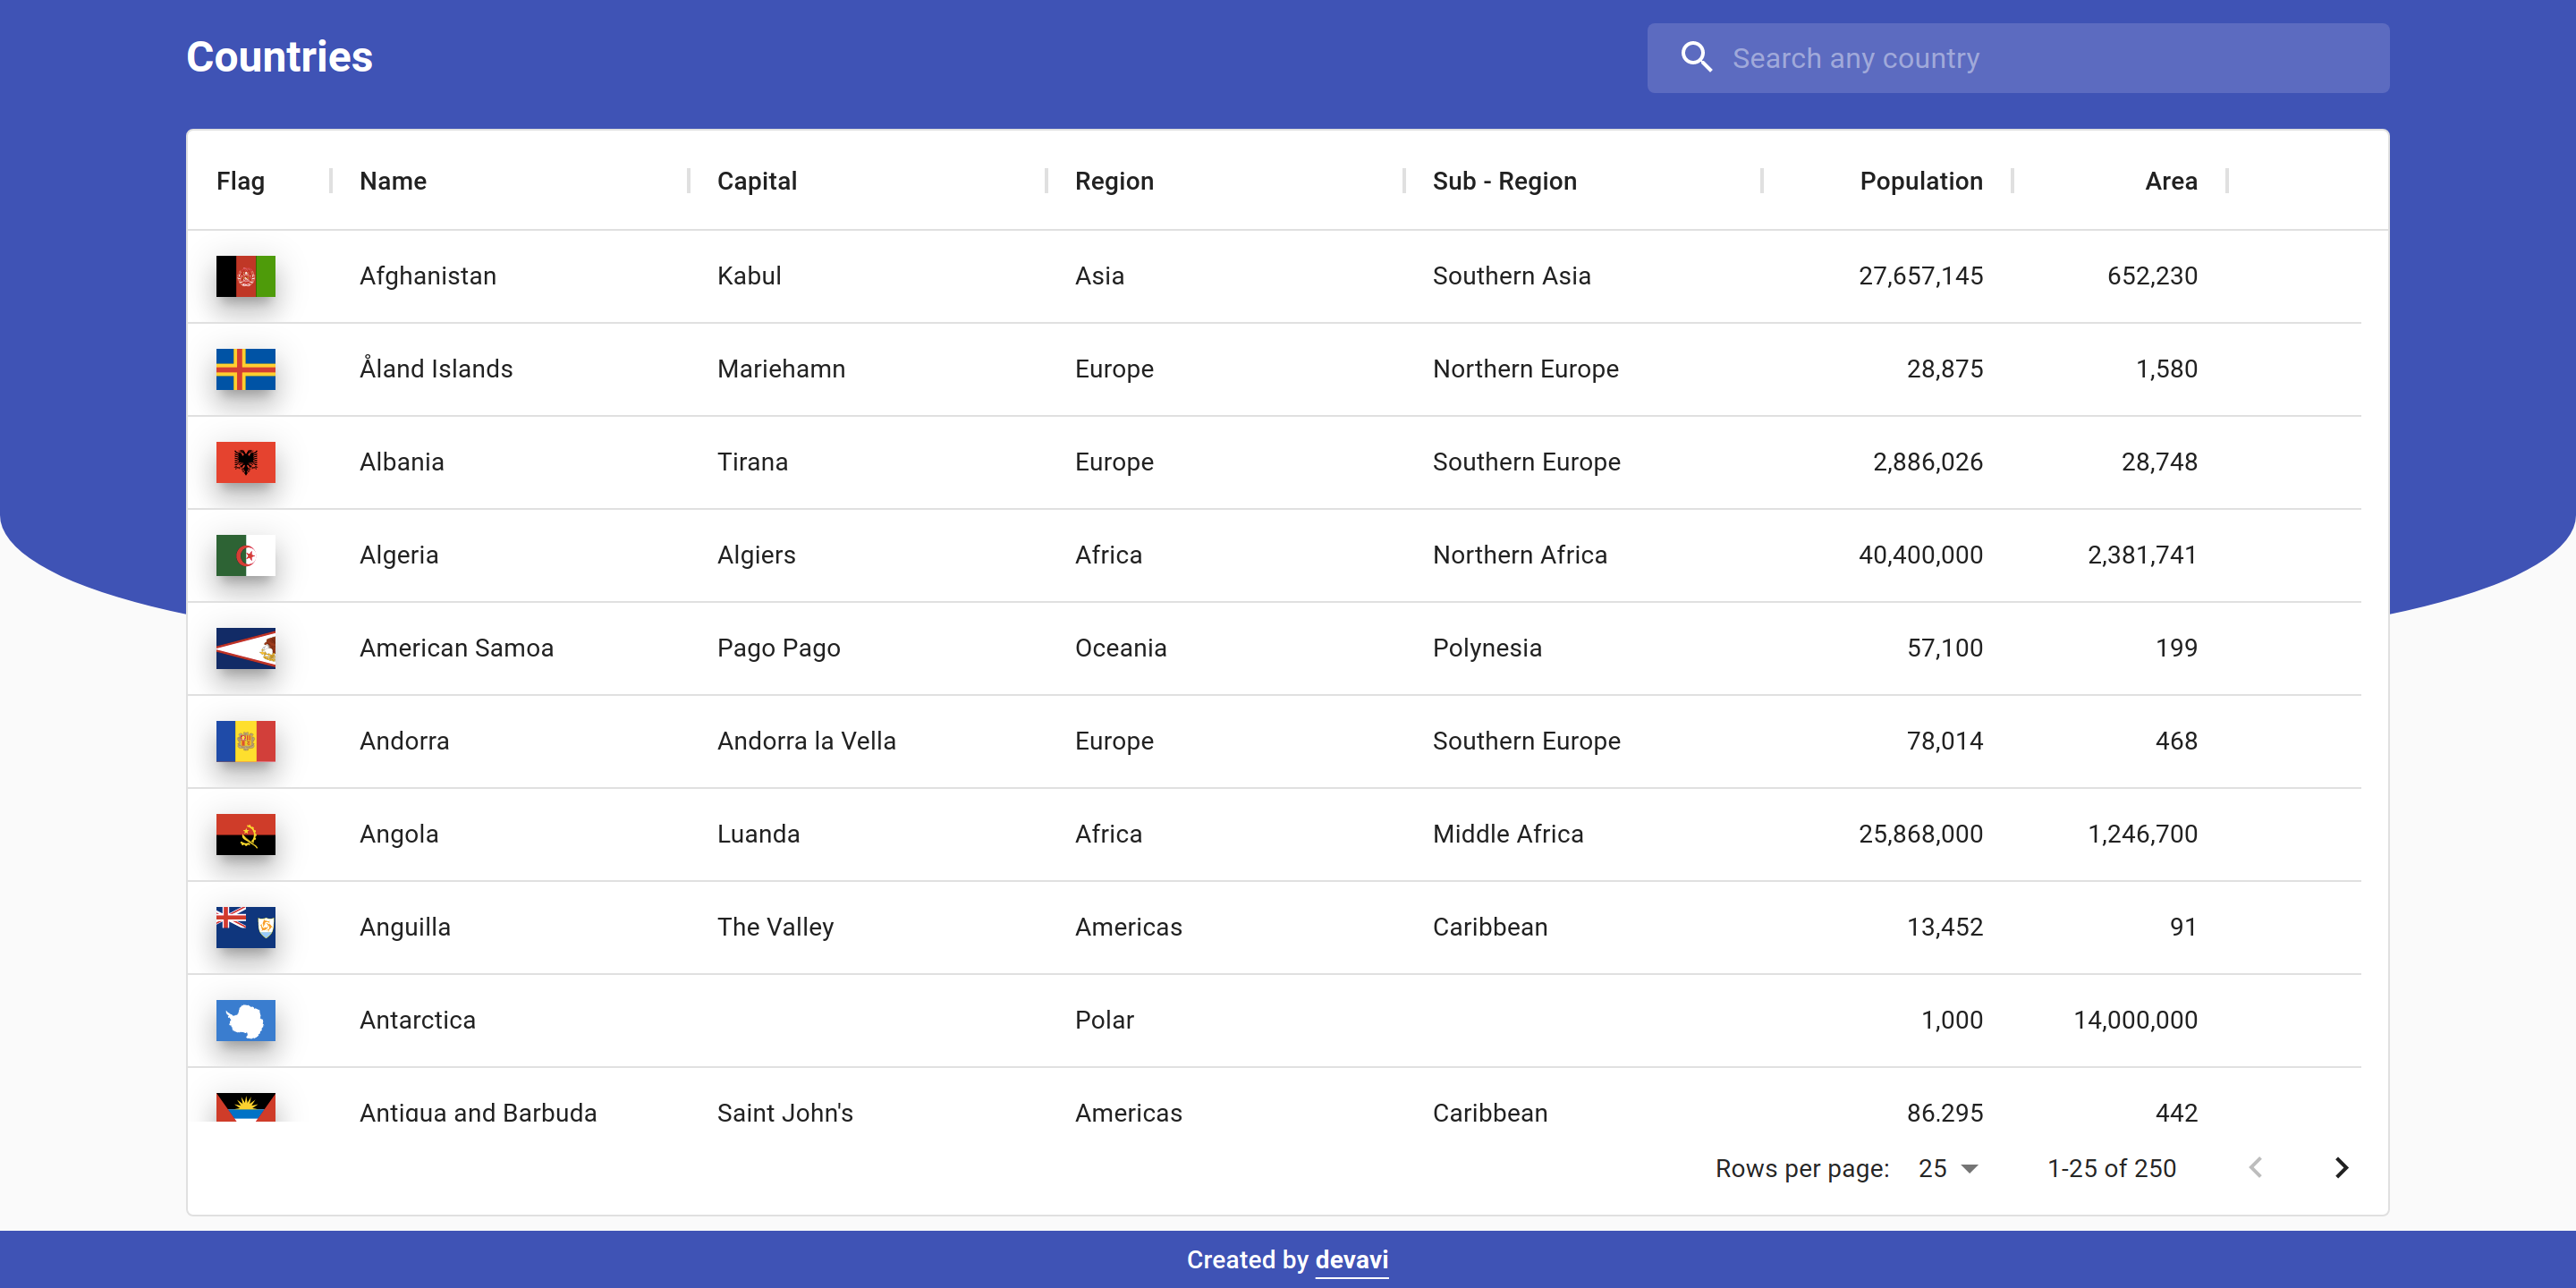 Countries
Search any country
Flag Name Capital Region Sub - Region Population Area
Afghanistan Kabul Asia Southern Asia 27,657,145 652,230
Åland Islands Mariehamn Europe Northern Europe 28,875 1,580
Albania Tirana Europe Southern Europe 2,886,026 28,748
Algeria Algiers Africa Northern Africa 40,400,000 2,381,741
American Samoa Pago Pago Oceania Polynesia 57,100 199
Andorra Andorra la Vella Europe Southern Europe 78,014 468
Angola Luanda Africa Middle Africa 25,868,000 1,246,700
Anguilla The Valley Americas Caribbean 13,452 91
Antarctica Polar 1,000 14,000,000
Antigua and Barbuda Saint John's Americas Caribbean 86,295 442
Rows per page: 25 1-25 of 250
Created by devavi